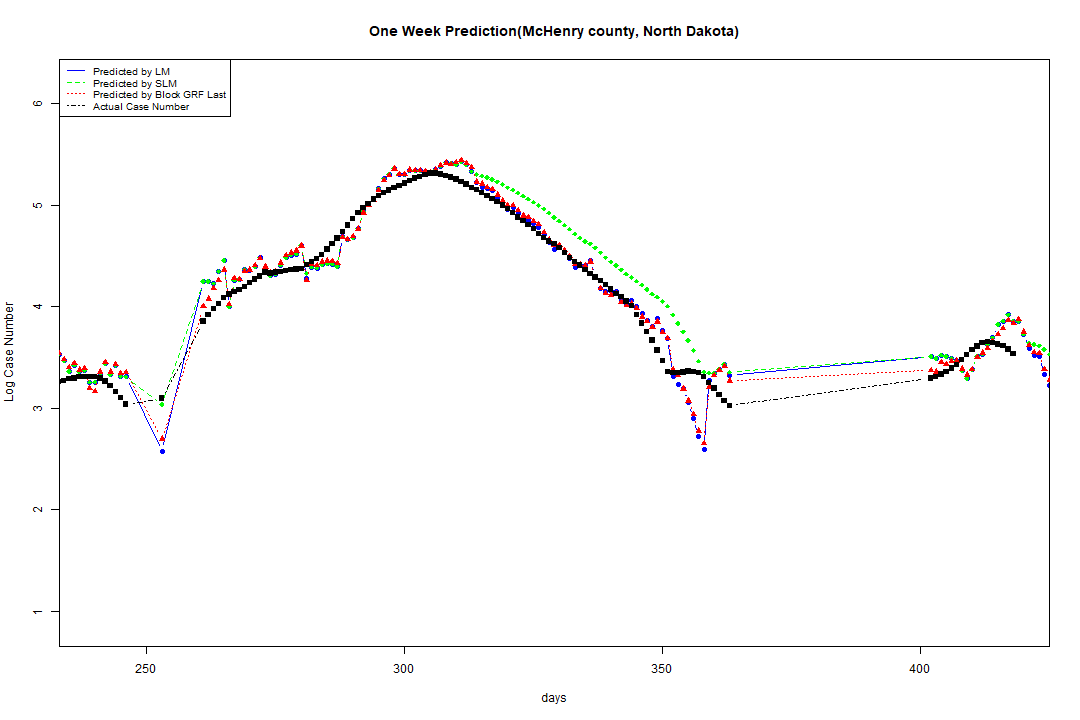 One Week Prediction(McHenry county, North Dakota)
Predicted by LM
Predicted by SLM
Predicted by Block GRF Last
Actual Case Number
6
5
4
3
2
1
Log Case Number
250
300
350
400
days